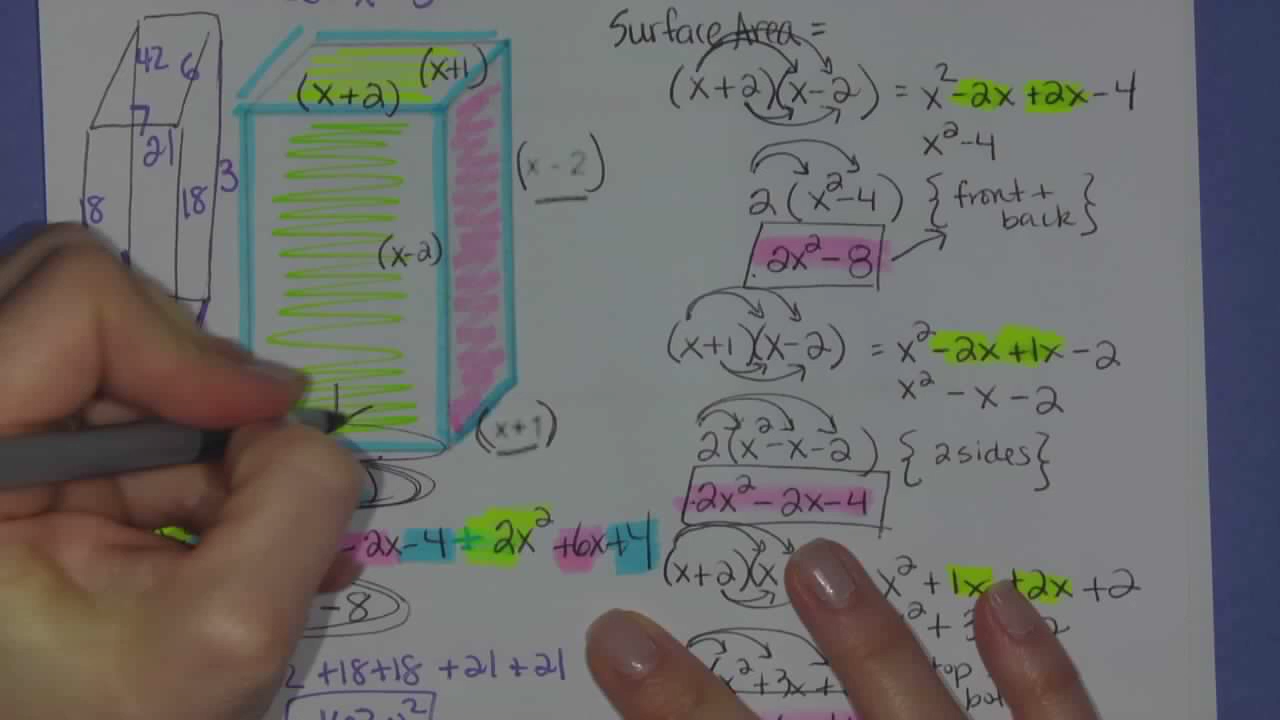 Surface Area =
(x+2)(x-2) = x² -2x +2x -4
x² -4
2(x² -4) {front + back}
2x² -8
(x+1)(x-2) = x² -2x +1x -2
x² - x - 2
2(x² -x -2) {2 sides}
2x² -2x -4
(x+2)(x x² + 1x +2x +2
42 6
7
21
18 18 3
(x+1)
(x+2)
(x - 2)
(x-2)
(x+1)
-2x -4 + 2x² +6x +4
-8
+18+18 +21 +21